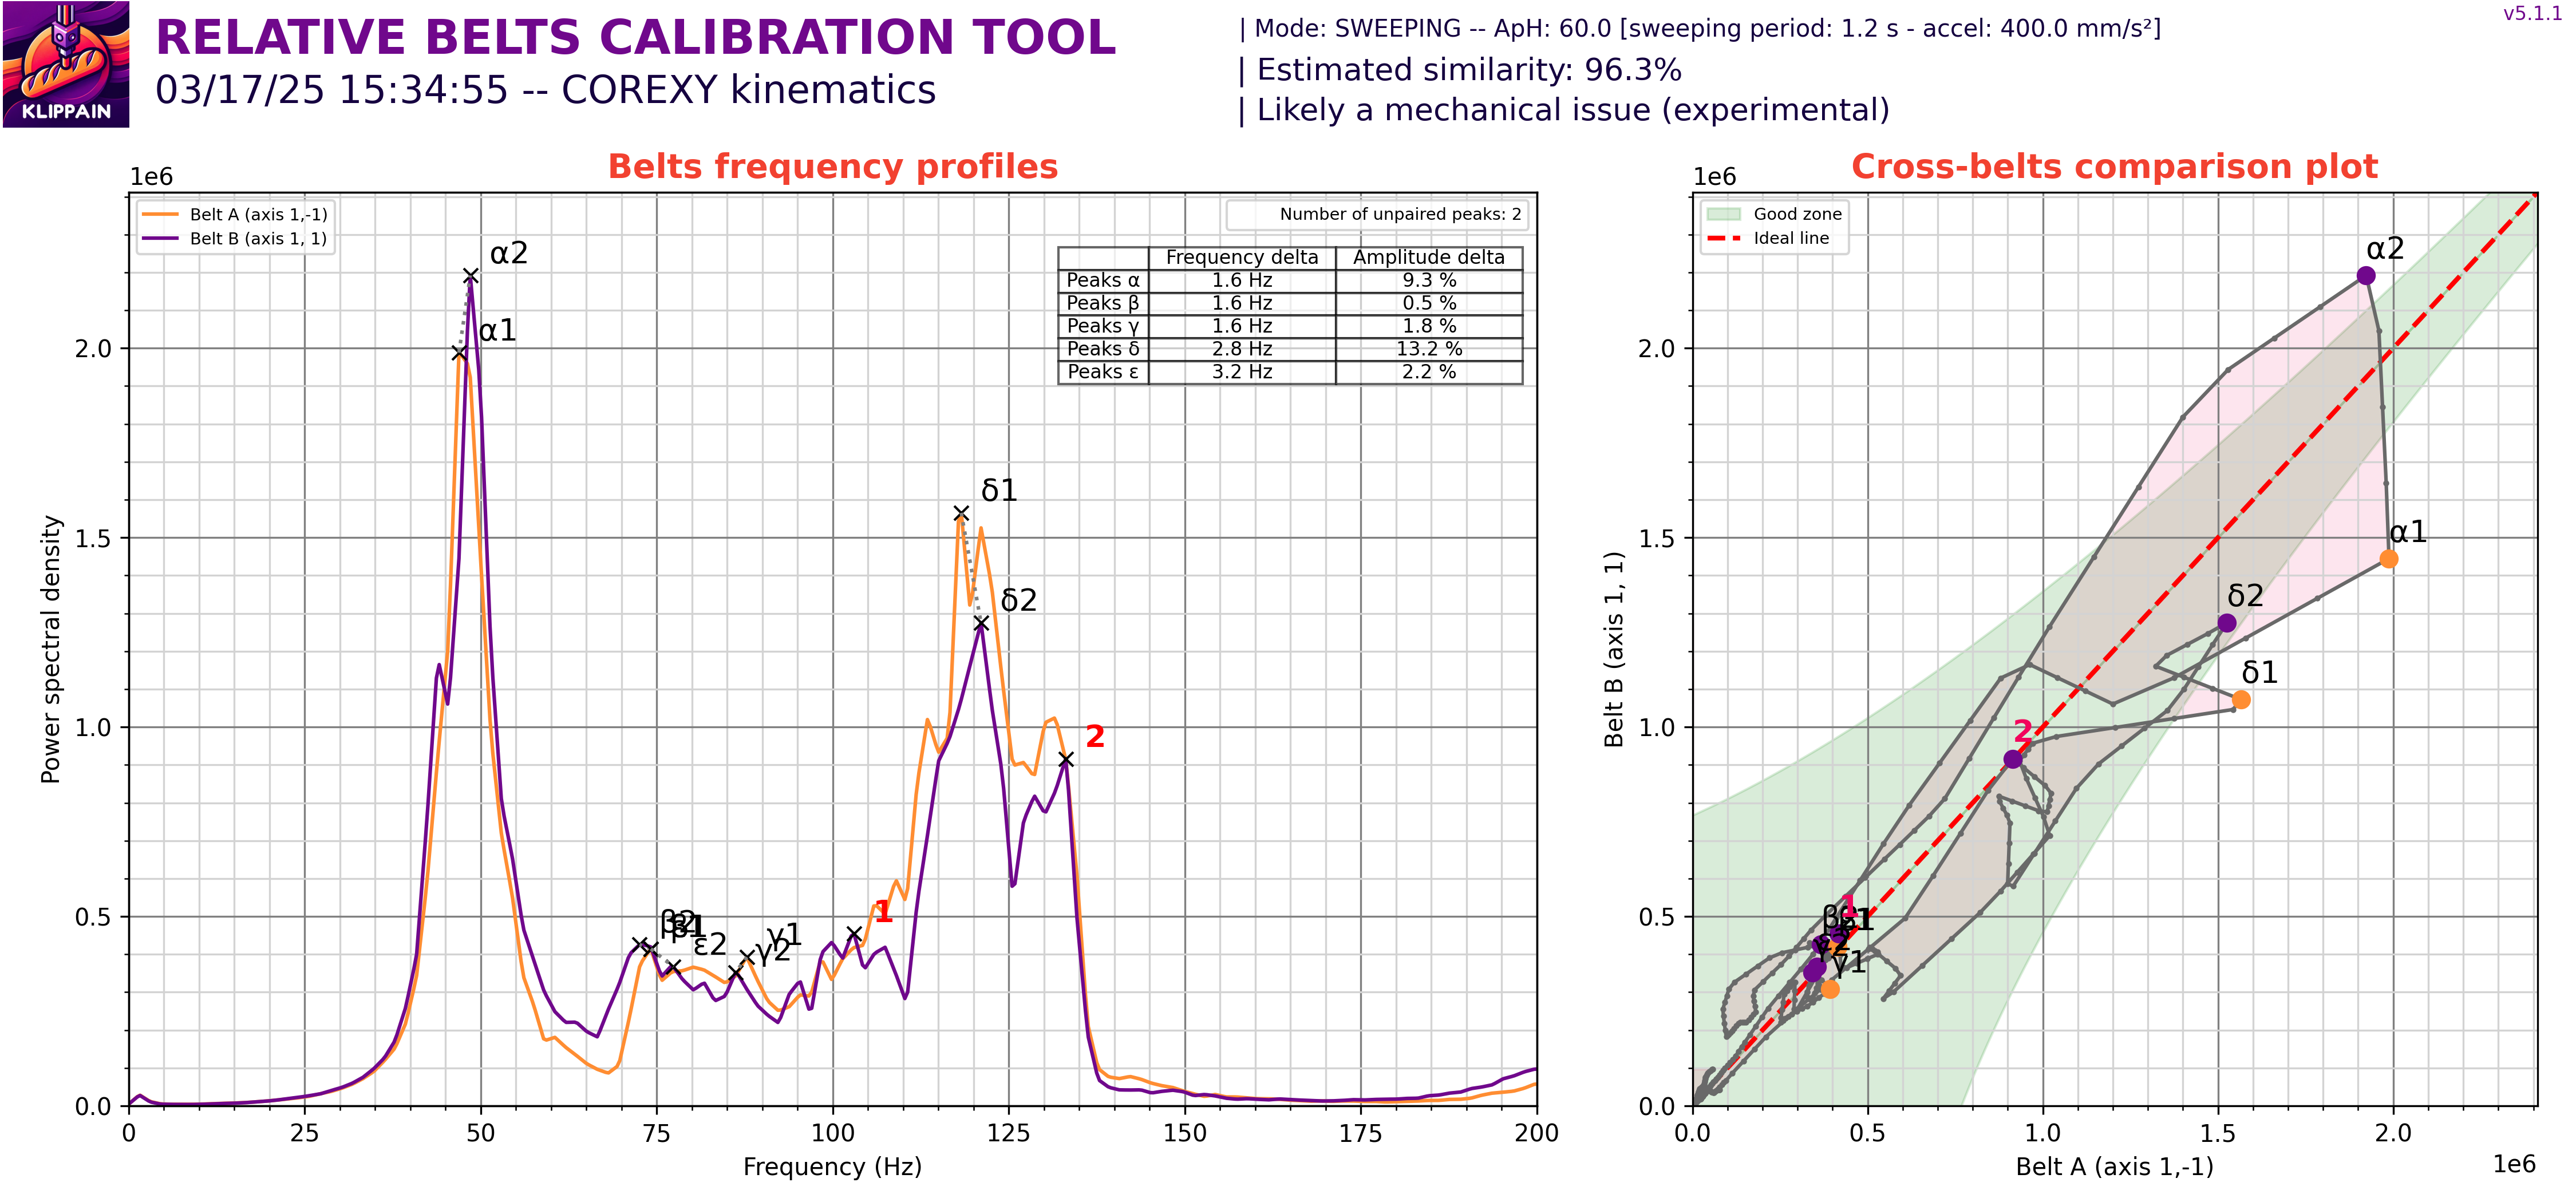 KLIPPAIN
RELATIVE BELTS CALIBRATION TOOL
03/17/25 15:34:55 -- COREXY kinematics
| Mode: SWEEPING -- ApH: 60.0 [sweeping period: 1.2 s - accel: 400.0 mm/s²]
| Estimated similarity: 96.3%
| Likely a mechanical issue (experimental)
v5.1.1
Belts frequency profiles
1e6
Belt A (axis 1,-1)
Belt B (axis 1, 1)
Number of unpaired peaks: 2
Frequency delta Amplitude delta
Peaks α 1.6 Hz 9.3 %
Peaks β 1.6 Hz 0.5 %
Peaks γ 1.6 Hz 1.8 %
Peaks δ 2.8 Hz 13.2 %
Peaks ε 3.2 Hz 2.2 %
α2
α1
δ1
δ2
2
1
β2
ε2
γ1
γ2
Power spectral density
2.0
1.5
1.0
0.5
0.0
0 25 50 75 100 125 150 175 200
Frequency (Hz)
Cross-belts comparison plot
1e6
Good zone
Ideal line
α2
α1
δ2
δ1
2
1
γ1
Belt B (axis 1, 1)
2.0
1.5
1.0
0.5
0.0
0.0 0.5 1.0 1.5 2.0
Belt A (axis 1,-1)
1e6